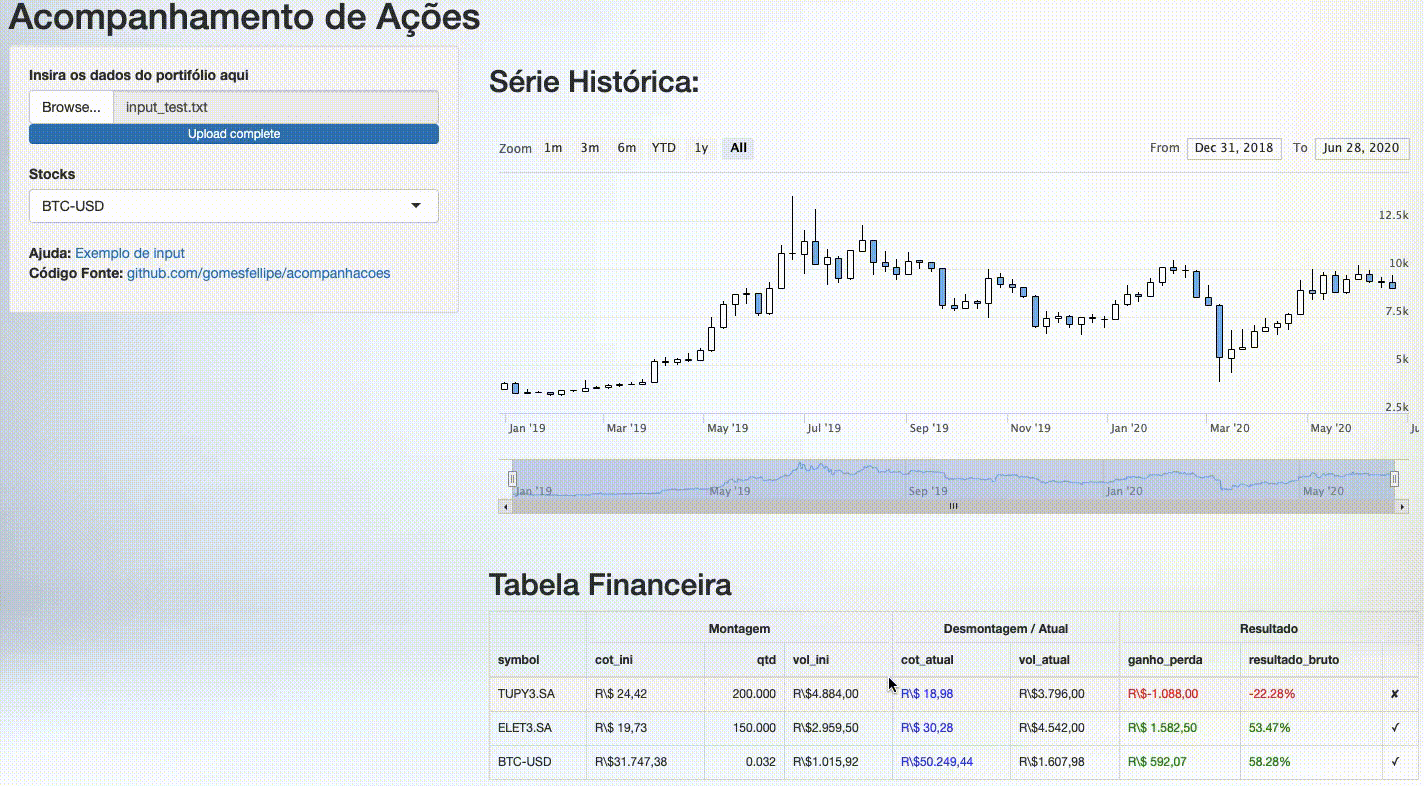 Acompanhamento de Ações
Insira os dados do portifólio aqui
Browse... input_test.txt
Upload complete
Stocks
BTC-USD
Ajuda: Exemplo de input
Código Fonte: github.com/gomesfellipe/acompanhacoes
Série Histórica:
Zoom 1m 3m 6m YTD 1y All From Dec 31, 2018 To Jun 28, 2020
12.5k
10k
7.5k
5k
2.5k
Jan '19 Mar '19 May '19 Jul '19 Sep '19 Nov '19 Jan '20 Mar '20 May '20
Jan '19 May '19 Sep '19 Jan '20 May '20
Tabela Financeira
Montagem Desmontagem / Atual Resultado
symbol cot_ini qtd vol_ini cot_atual vol_atual ganho_perda resultado_bruto
TUPY3.SA R\$ 24,42 200.000 R\$4.884,00 R\$ 18,98 R\$3.796,00 R\$-1.088,00 -22.28% ✘
ELET3.SA R\$ 19,73 150.000 R\$2.959,50 R\$ 30,28 R\$4.542,00 R\$ 1.582,50 53.47% ✓
BTC-USD R\$31.747,38 0.032 R\$1.015,92 R\$50.249,44 R\$1.607,98 R\$ 592,07 58.28% ✓